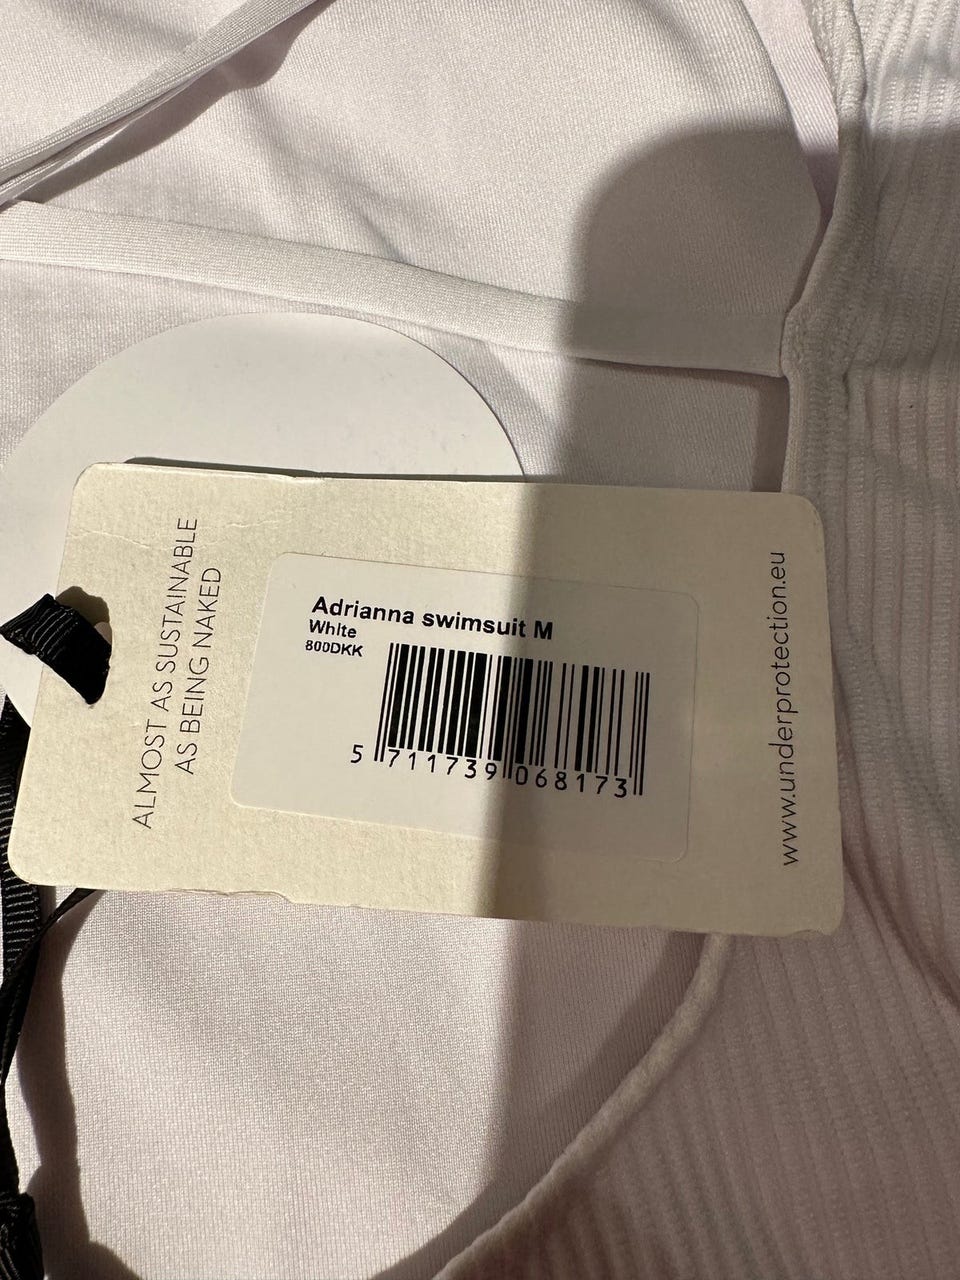 ALMOST AS SUSTAINABLE
AS BEING NAKED
Adrianna swimsuit M
White
800DKK
5 711739 068173
www.underprotection.eu